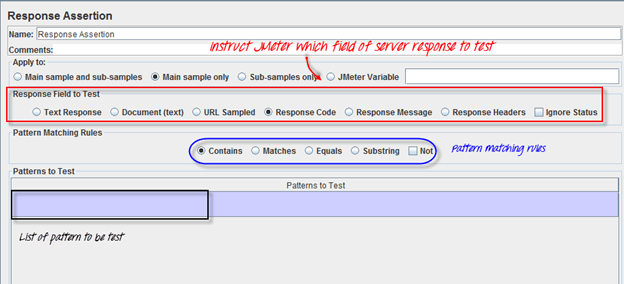 Response Assertion
Name: Response Assertion
Comments:
Instruct JMeter which field of server response to test
Apply to:
Main sample and sub-samples Main sample only Sub-samples only JMeter Variable
Response Field to Test
Text Response Document (text) URL Sampled Response Code Response Message Response Headers Ignore Status
Pattern Matching Rules
Contains Matches Equals Substring Not Pattern matching rules
Patterns to Test
Patterns to Test
List of pattern to be test